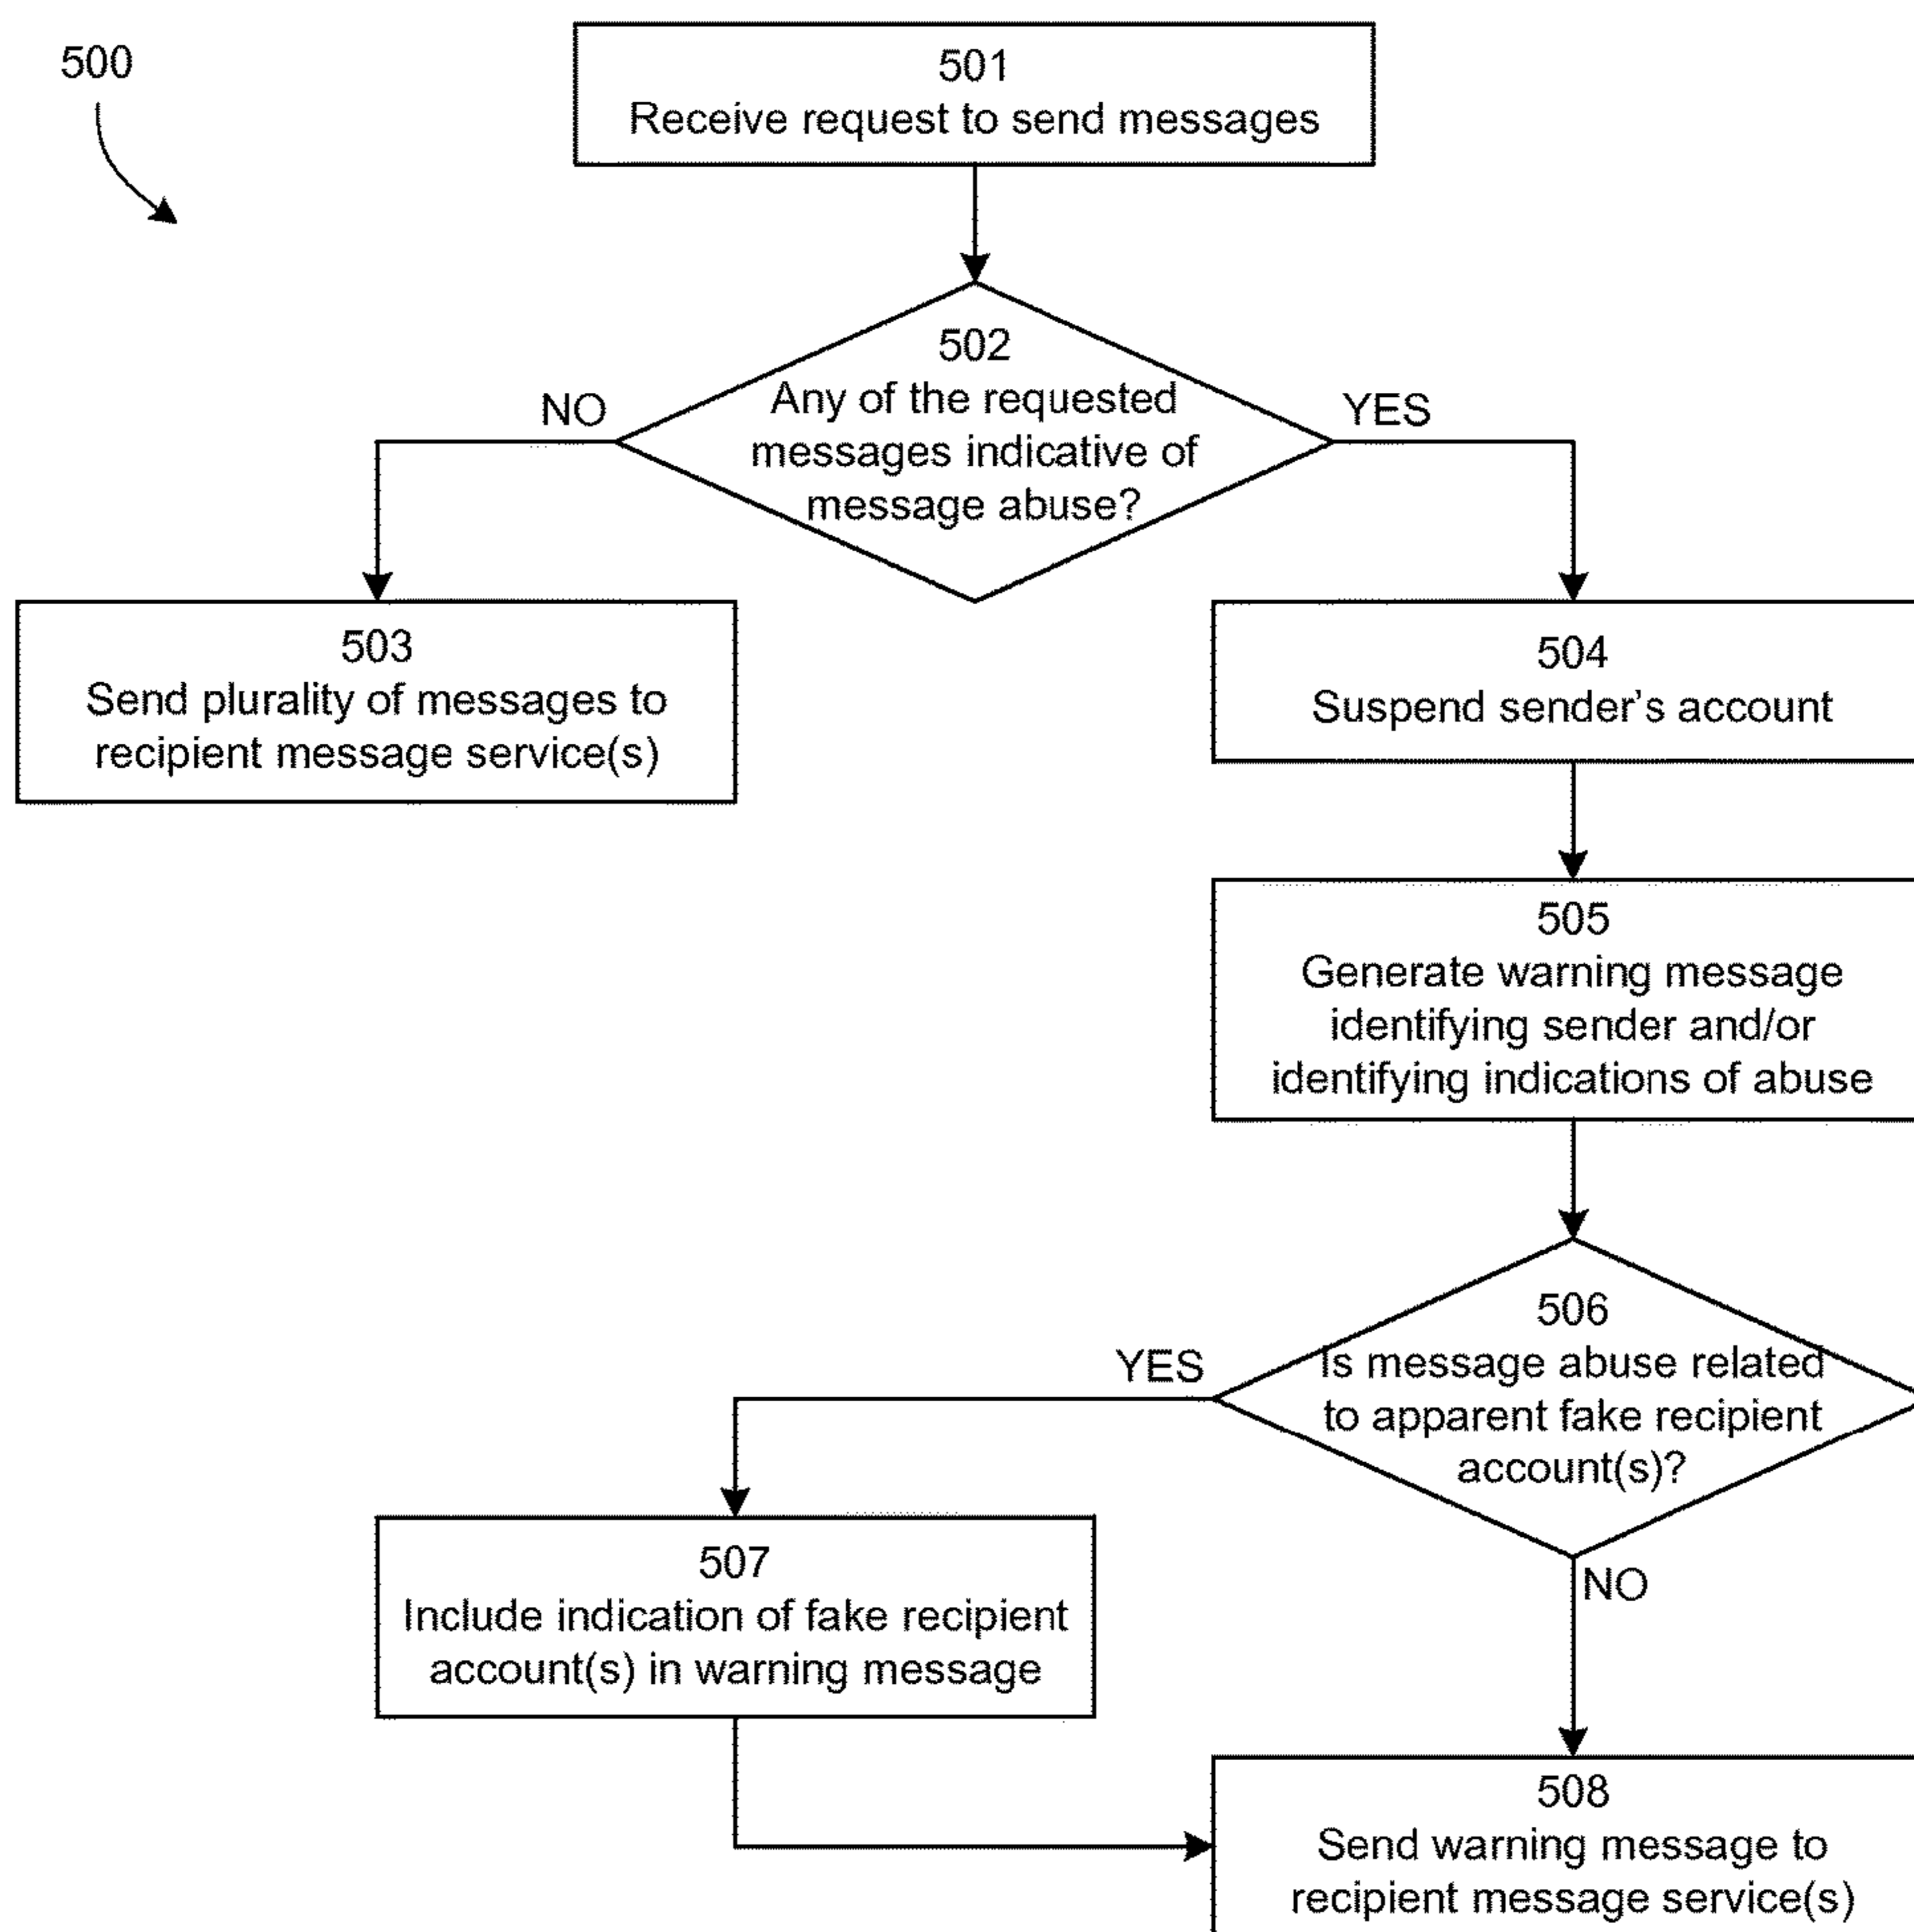 500
501
Receive request to send messages
502
Any of the requested
messages indicative of
message abuse?
NO
YES
503
Send plurality of messages to
recipient message service(s)
504
Suspend sender's account
505
Generate warning message
identifying sender and/or
identifying indications of abuse
506
Is message abuse related
to apparent fake recipient
account(s)?
YES
NO
507
Include indication of fake recipient
account(s) in warning message
508
Send warning message to
recipient message service(s)